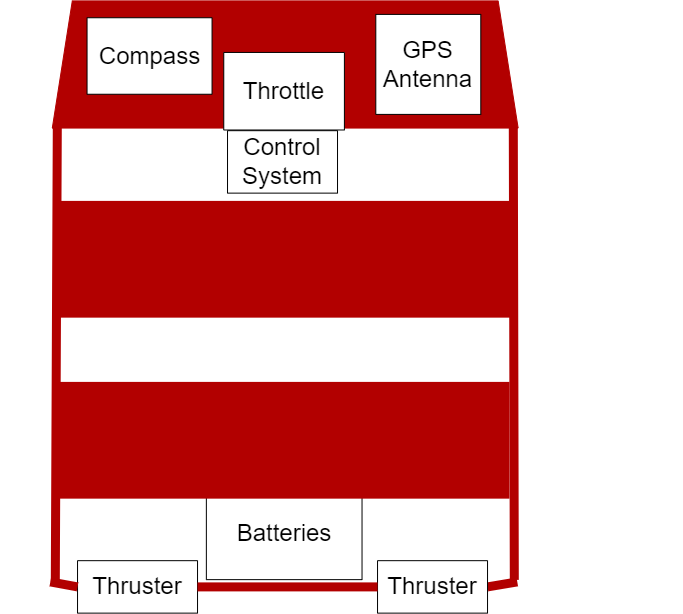 Compass
GPS
Antenna
Throttle
Control
System
Batteries
Thruster
Thruster